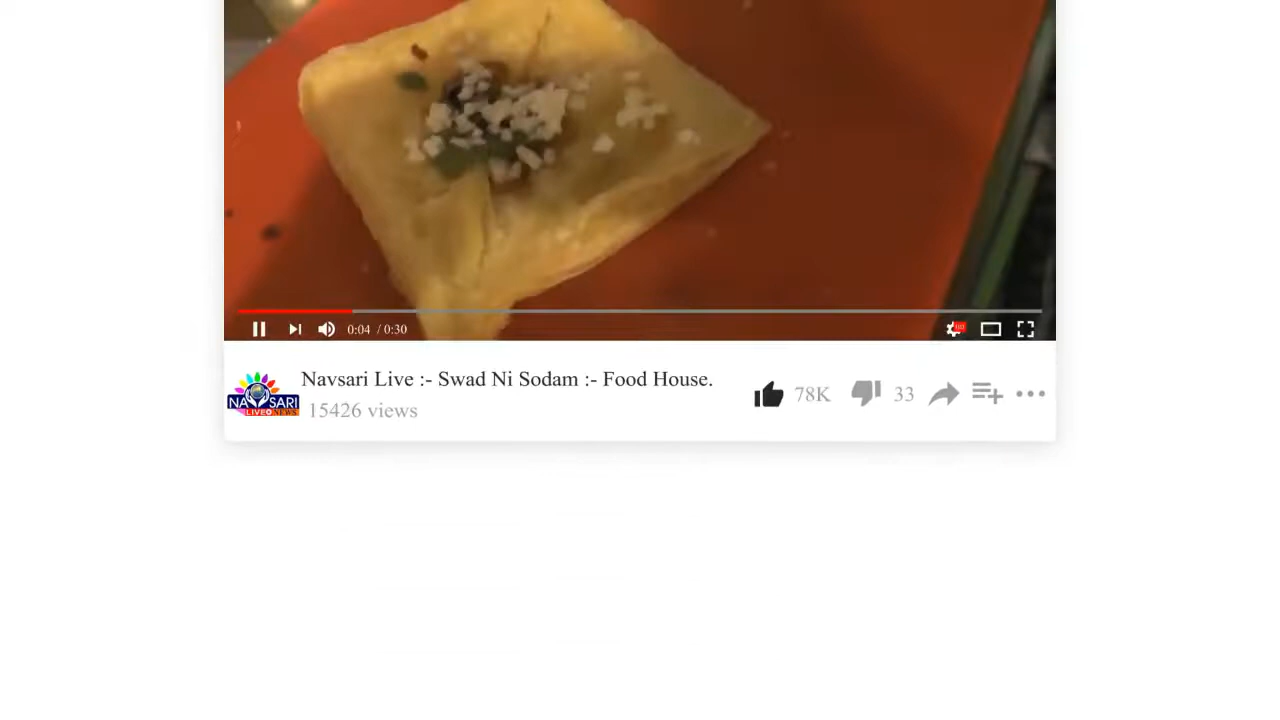 0:04 / 0:30
Navsari Live :- Swad Ni Sodam :- Food House.
78K
33
15426 views
NAVSARI
LIVE NEWS